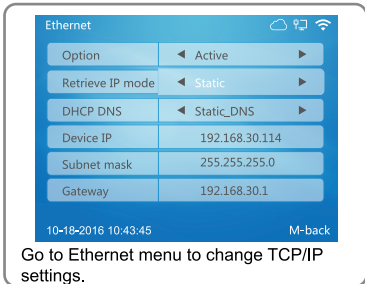 Ethernet
Option ◀ Active ▶
Retrieve IP mode ◀ Static ▶
DHCP DNS ◀ Static_DNS ▶
Device IP 192.168.30.114
Subnet mask 255.255.255.0
Gateway 192.168.30.1
10-18-2016 10:43:45 M-back
Go to Ethernet menu to change TCP/IP
settings.